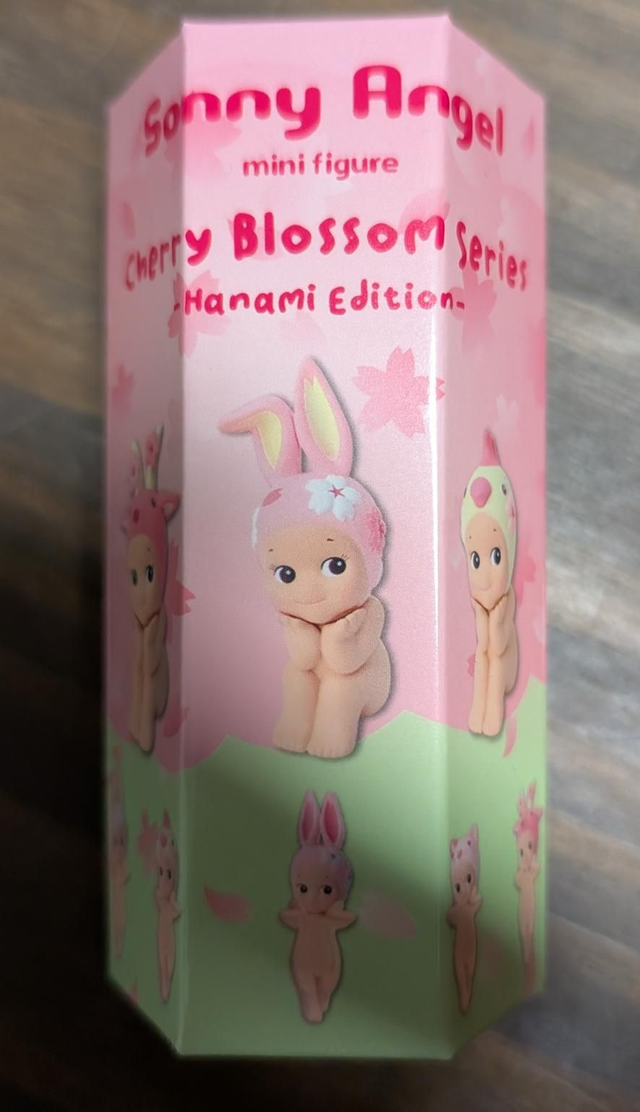 Sonny Angel
mini figure
Cherry Blossom Series
-Hanami Edition-